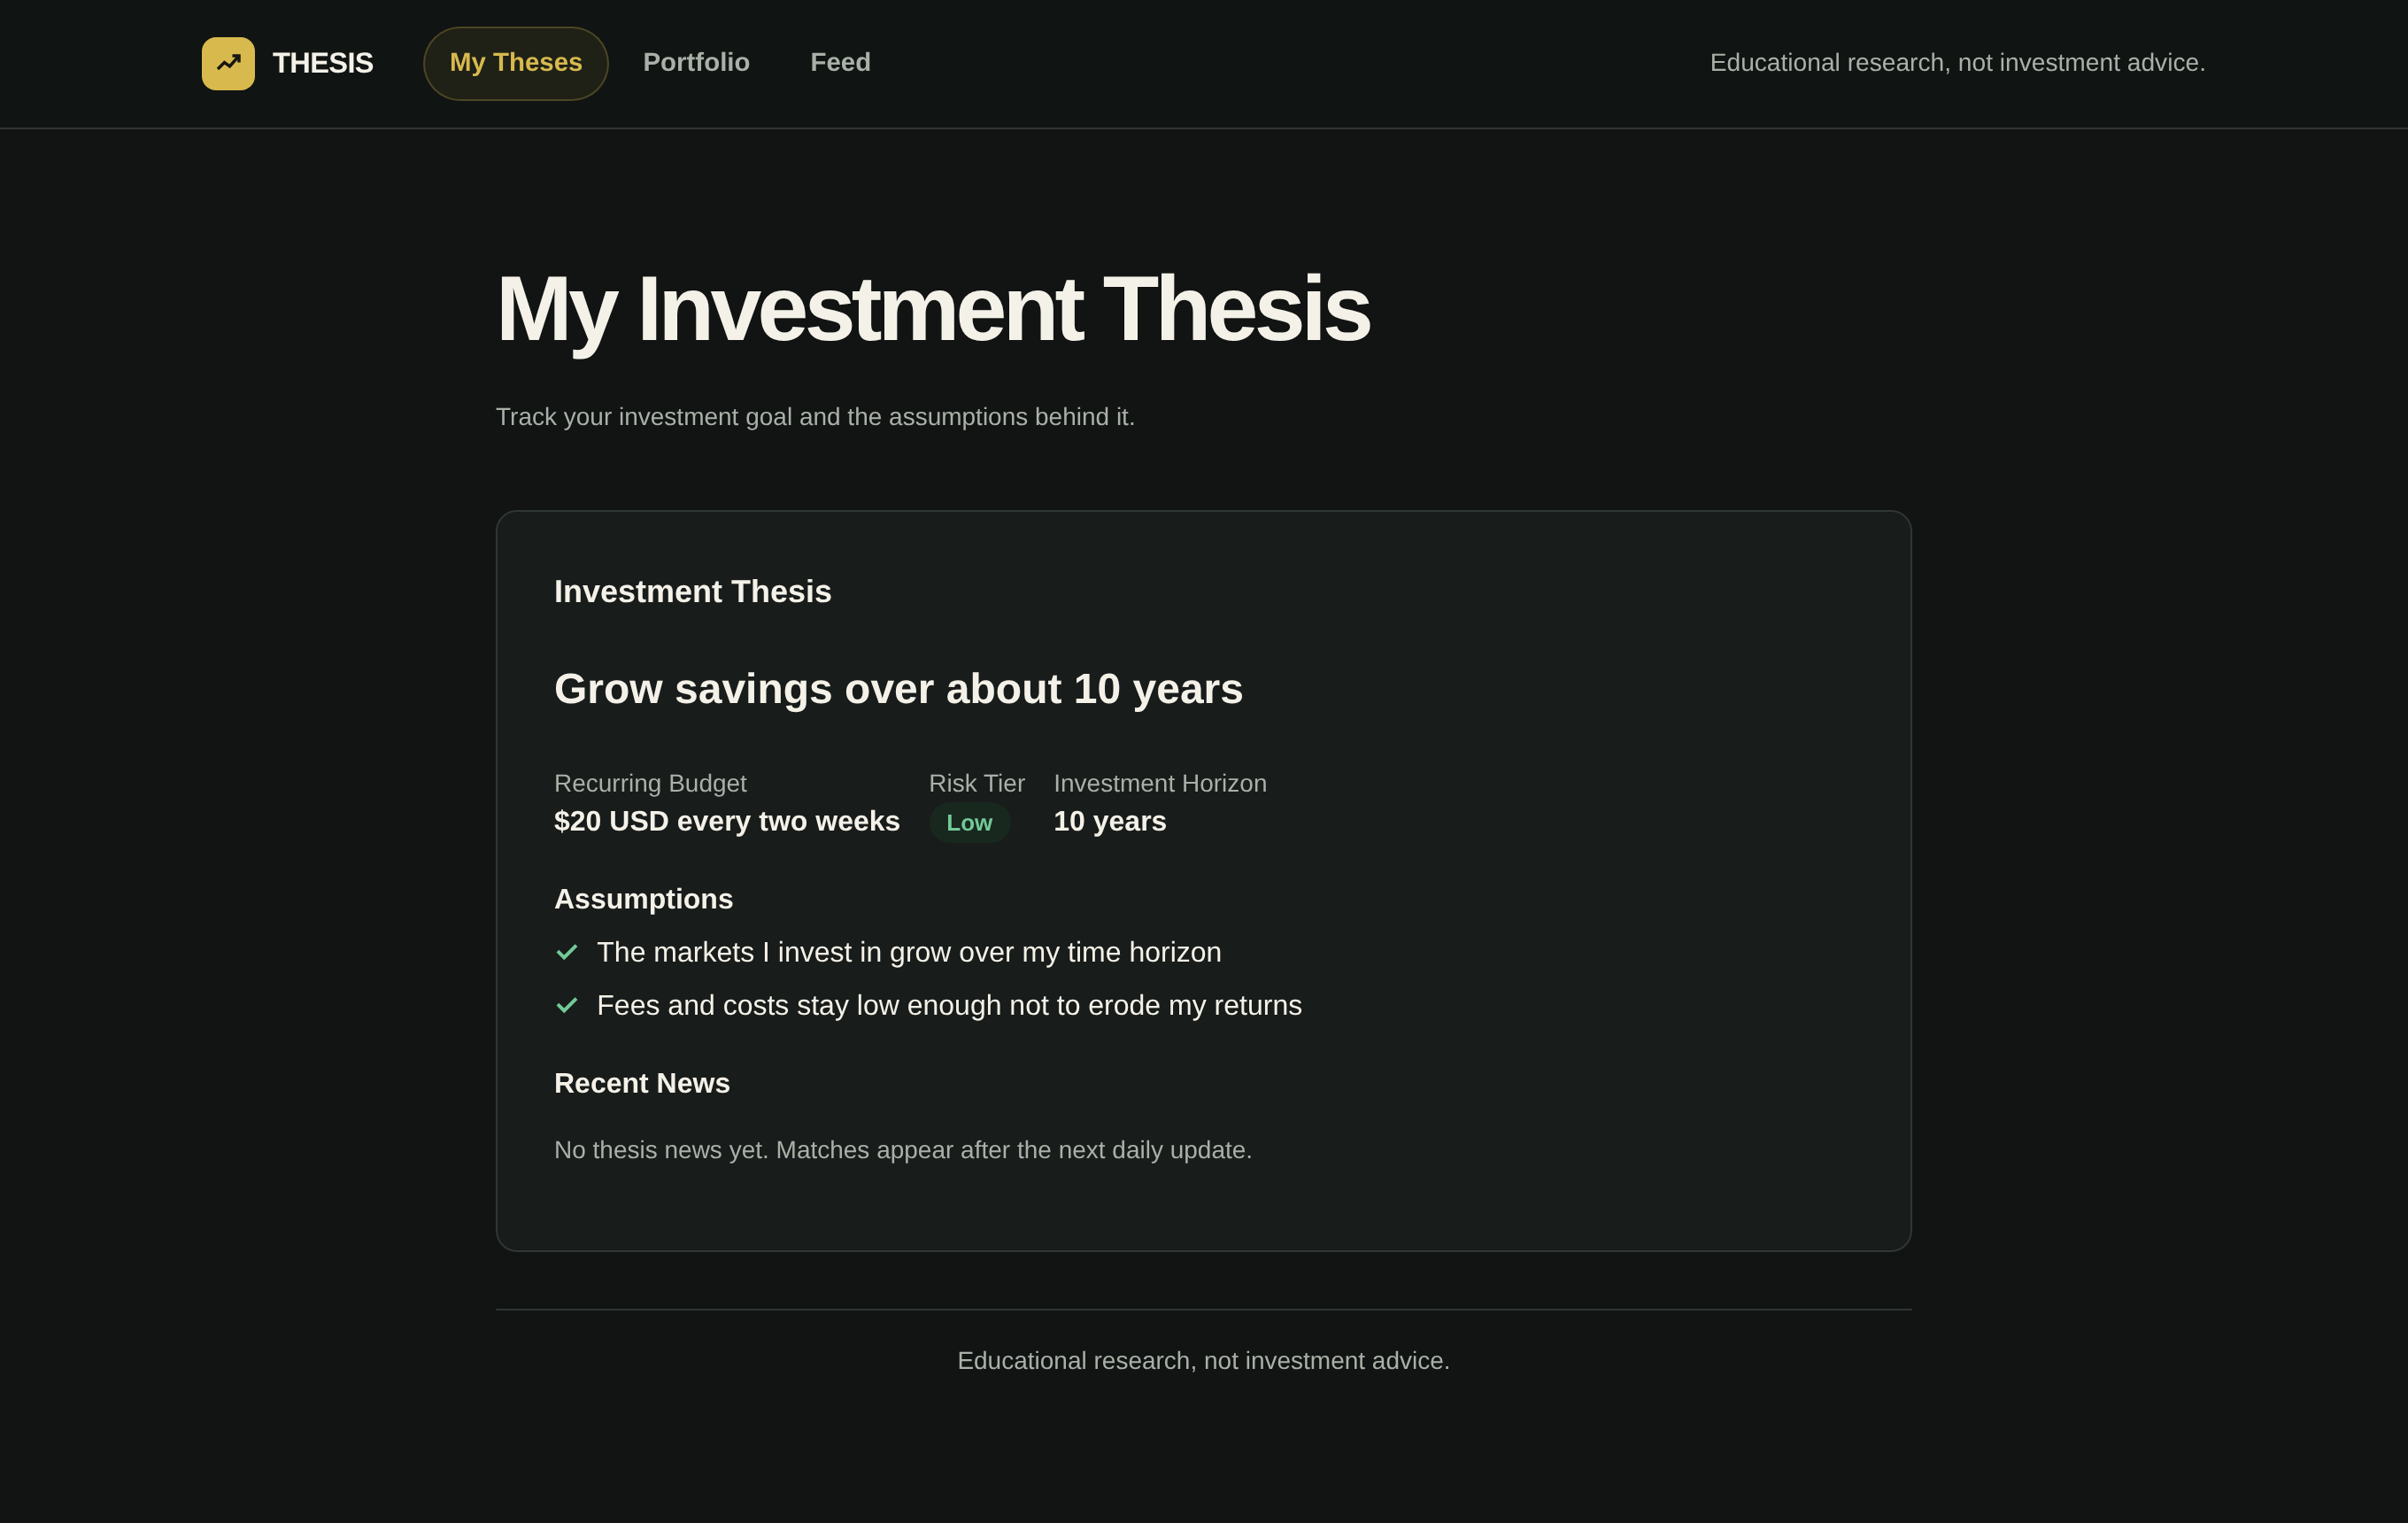 THESIS
My Theses
Portfolio
Feed
Educational research, not investment advice.
My Investment Thesis
Track your investment goal and the assumptions behind it.
Investment Thesis
Grow savings over about 10 years
Recurring Budget
$20 USD every two weeks
Risk Tier
Low
Investment Horizon
10 years
Assumptions
The markets I invest in grow over my time horizon
Fees and costs stay low enough not to erode my returns
Recent News
No thesis news yet. Matches appear after the next daily update.
Educational research, not investment advice.